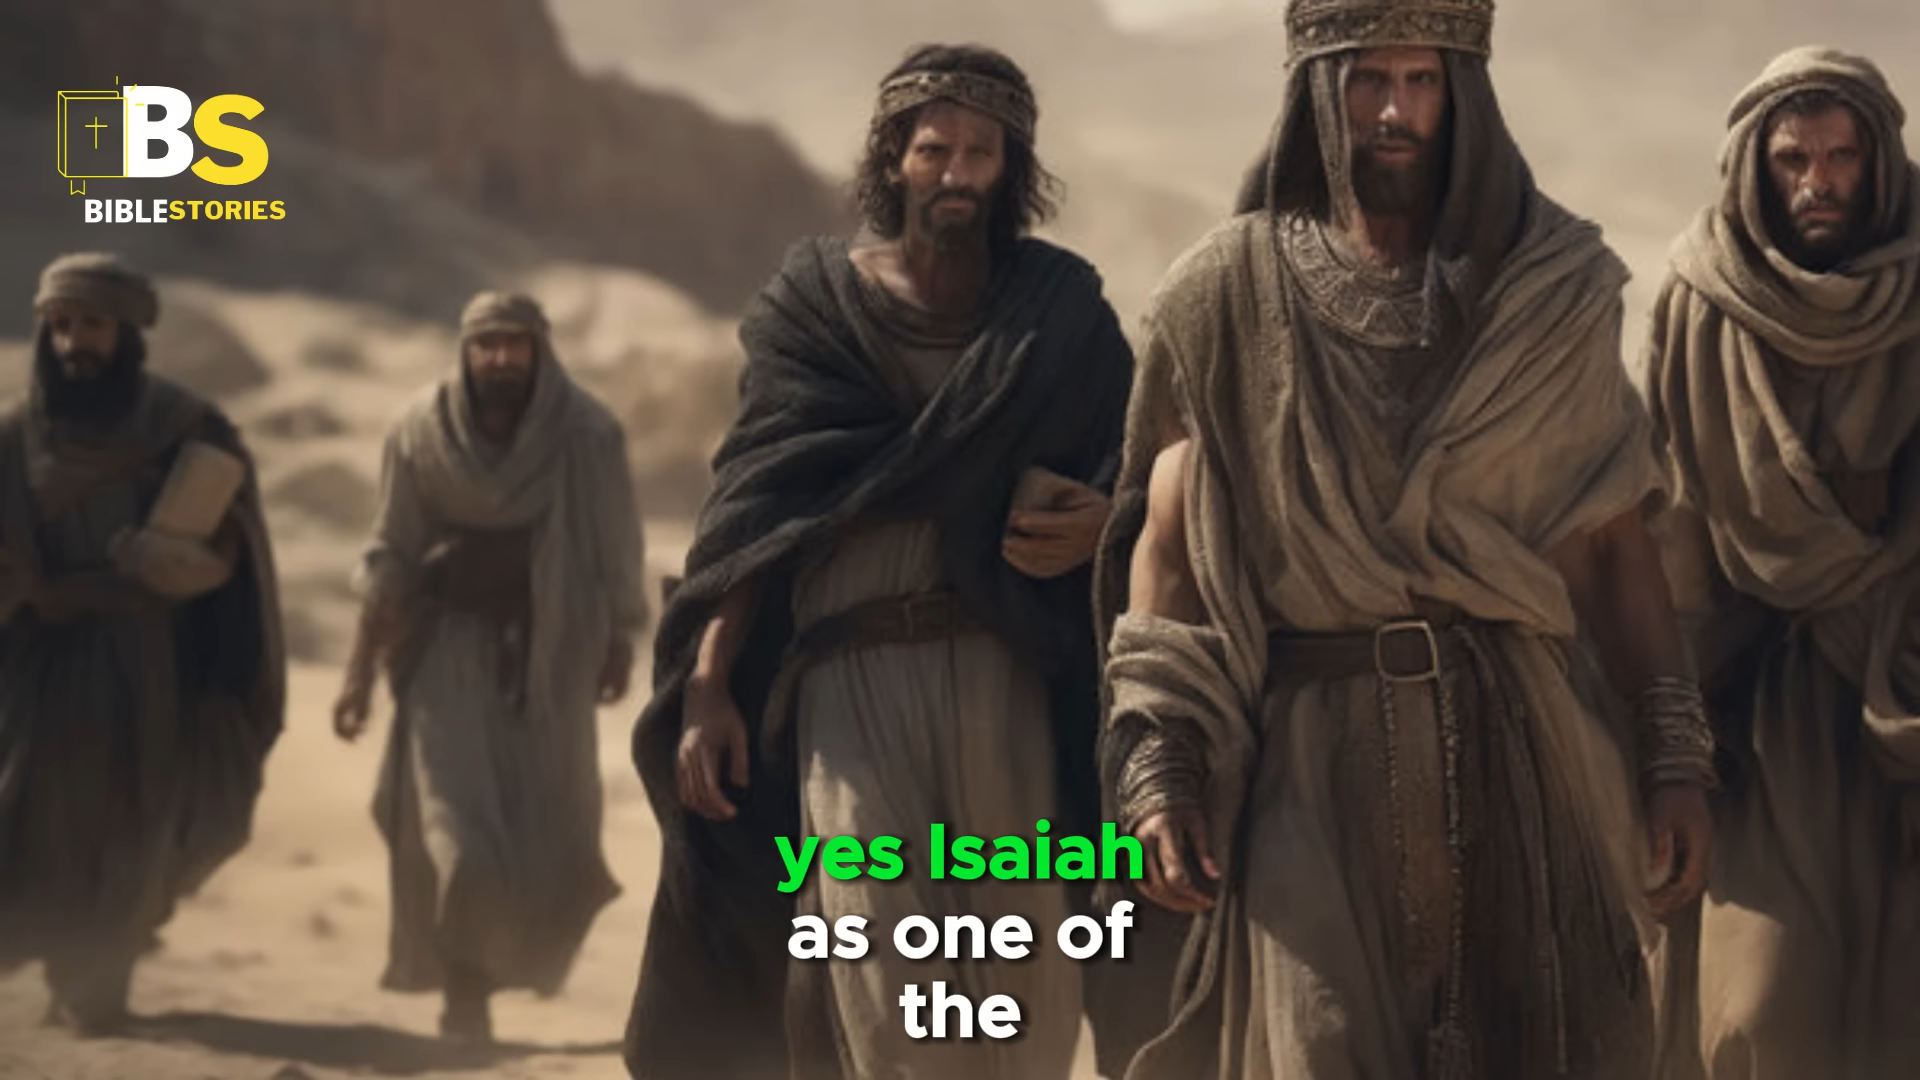 BS
BIBLESTORIES
yes Isaiah
as one of
the